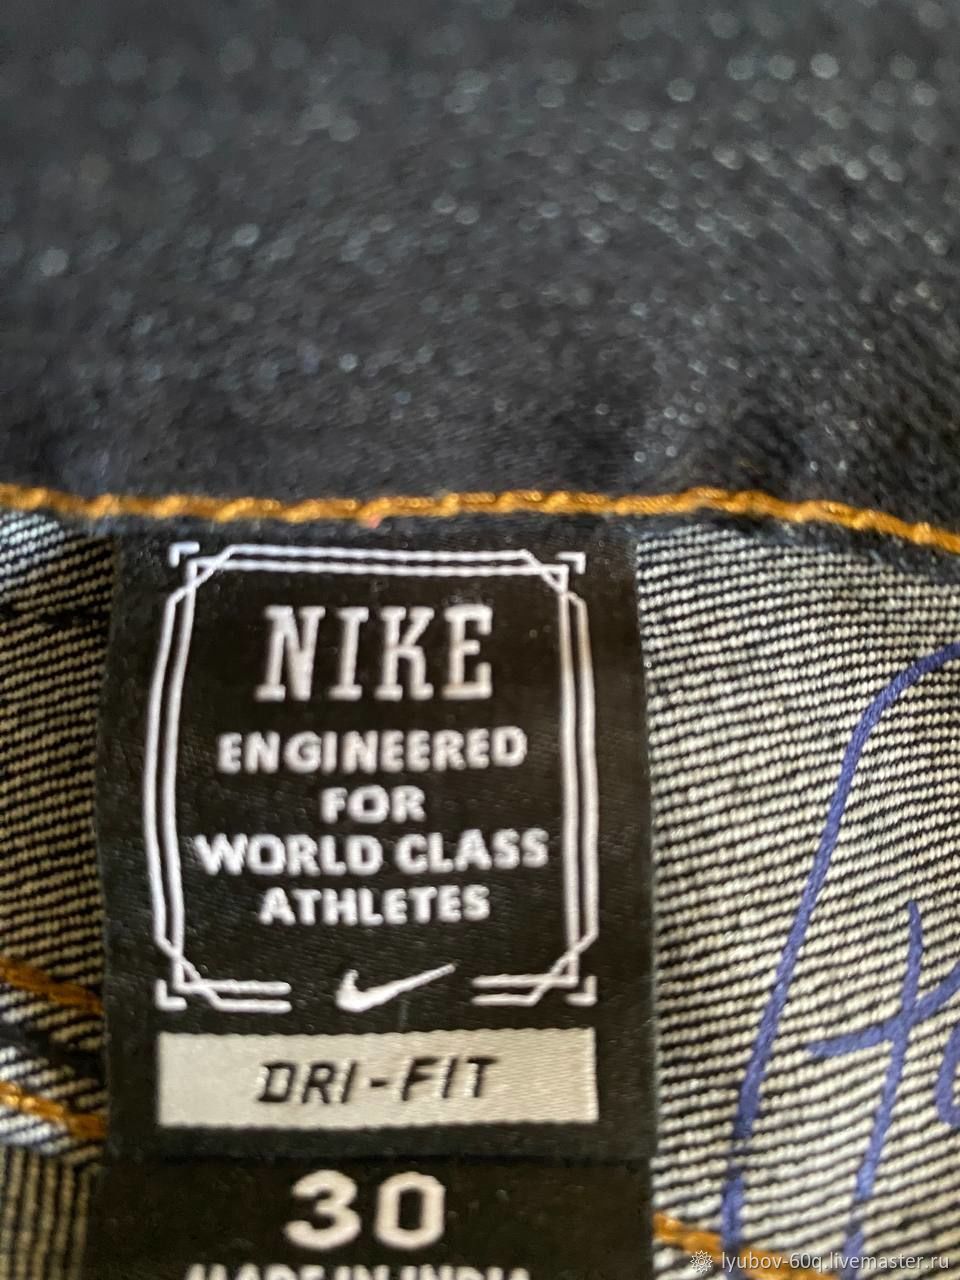 NIKE
ENGINEERED
FOR
WORLD CLASS
ATHLETES
DRI-FIT
30
lyubov-60q.livemaster.ru